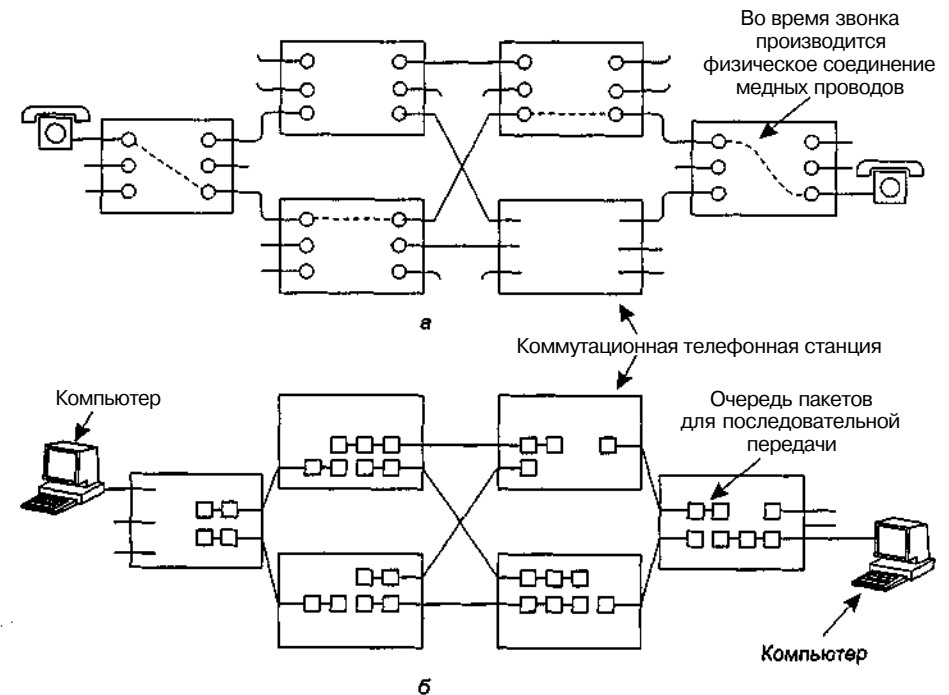 Во время звонка
производится
физическое соединение
медных проводов
а
Коммутационная телефонная станция
Компьютер
Очередь пакетов
для последовательной
передачи
Компьютер
б